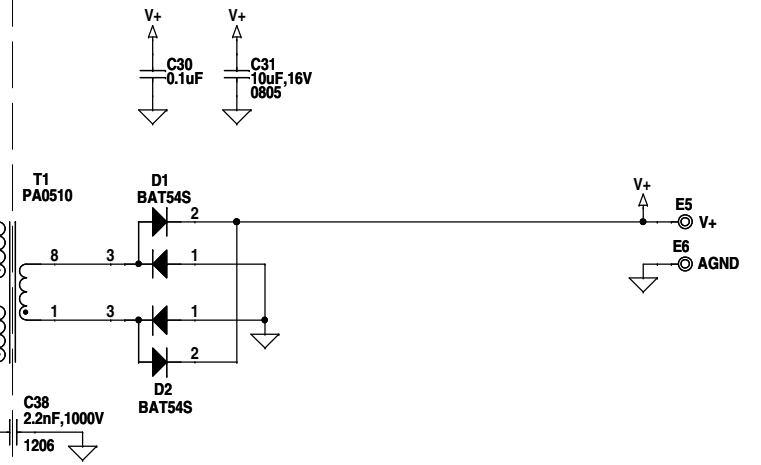 V+
V+
C30
0.1uF
C31
10uF,16V
0805
T1
PA0510
D1
BAT54S
2
V+
E5
V+
8
3
1
E6
AGND
1
3
1
2
D2
BAT54S
C38
2.2nF,1000V
1206